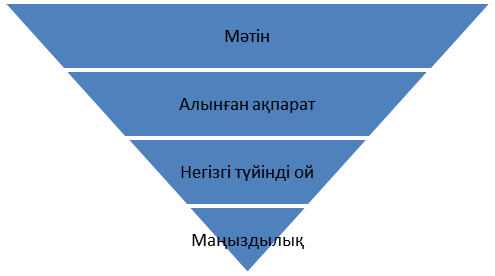 Мәтін
Алынған ақпарат
Негізгі түйінді ой
Маңыздылық